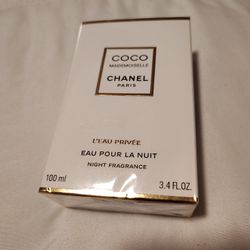 COCO
MADEMOISELLE
CHANEL
PARIS
L'EAU PRIVÉE
EAU POUR LA NUIT
NIGHT FRAGRANCE
100 ml
3.4 FL.OZ.